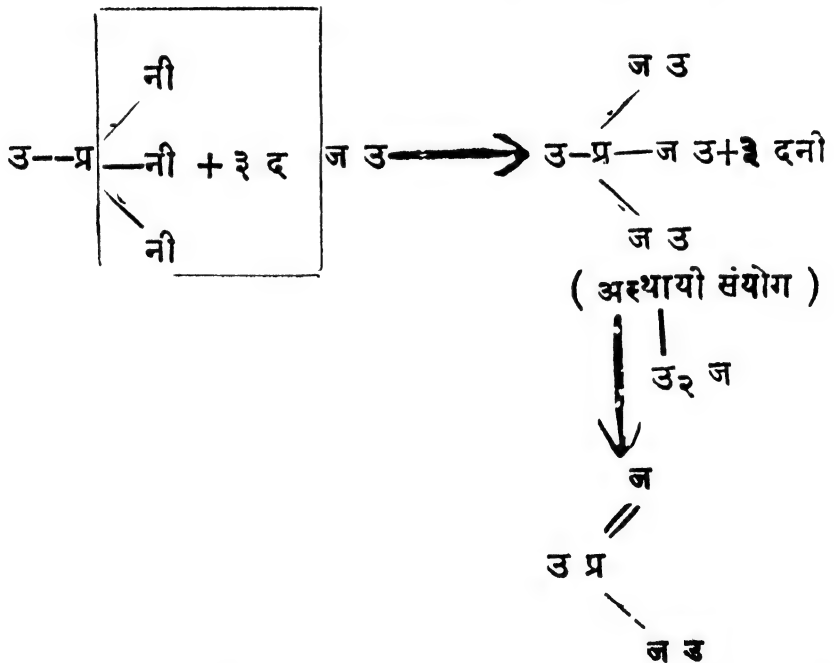 नी ज उ
उ--प्र—नी + ३ द ज उ → उ-प्र—ज उ+३ दनो
नी ज उ
( अस्थायो संयोग )
उ२ ज
ज
उ प्र
ज उ